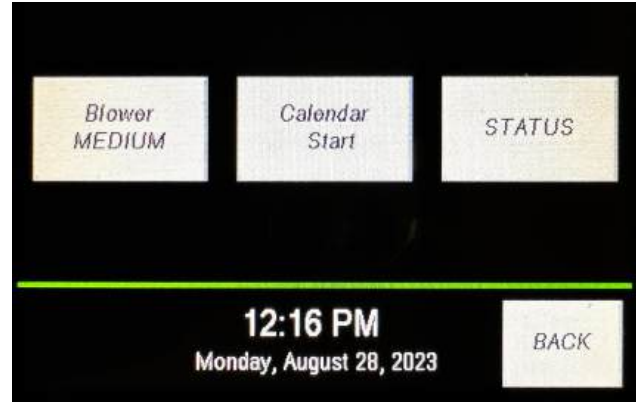 Blower
MEDIUM
Calendar
Start
STATUS
12:16 PM
Monday, August 28, 2023
BACK